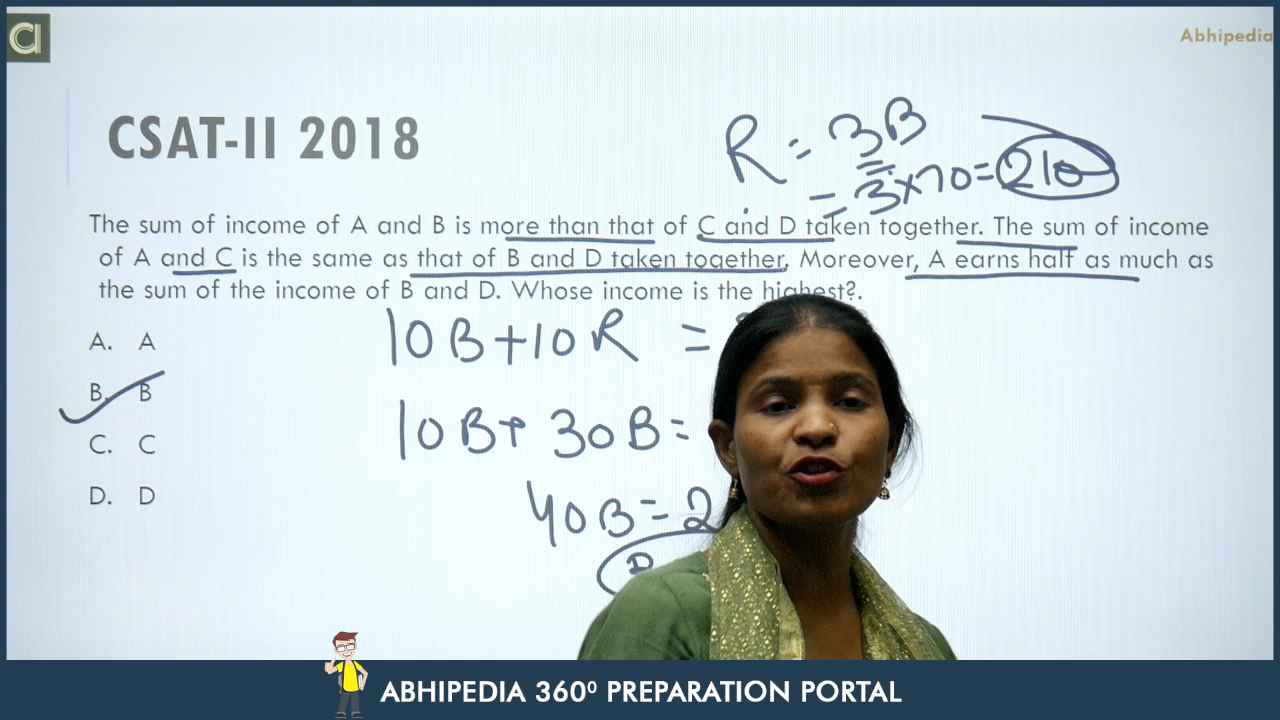 CI
Abhipedia
CSAT-II 2018
R = 3B
= 3×70 = 210
The sum of income of A and B is more than that of C and D taken together. The sum of income
of A and C is the same as that of B and D taken together. Moreover, A earns half as much as
the sum of the income of B and D. Whose income is the highest?.
10B+10R =
A. A
B. B
10B+ 30B=
C. C
D. D
40B=2
ABHIPEDIA 360⁰ PREPARATION PORTAL